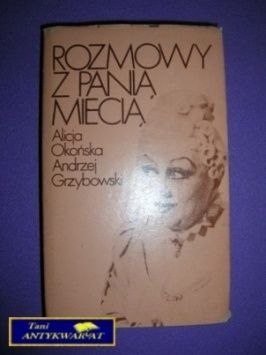 ROZMOWY
Z PANIĄ
MIECIĄ
Alicja
Okońska
Andrzej
Grzybowski
Tani
ANTYKWARIAT